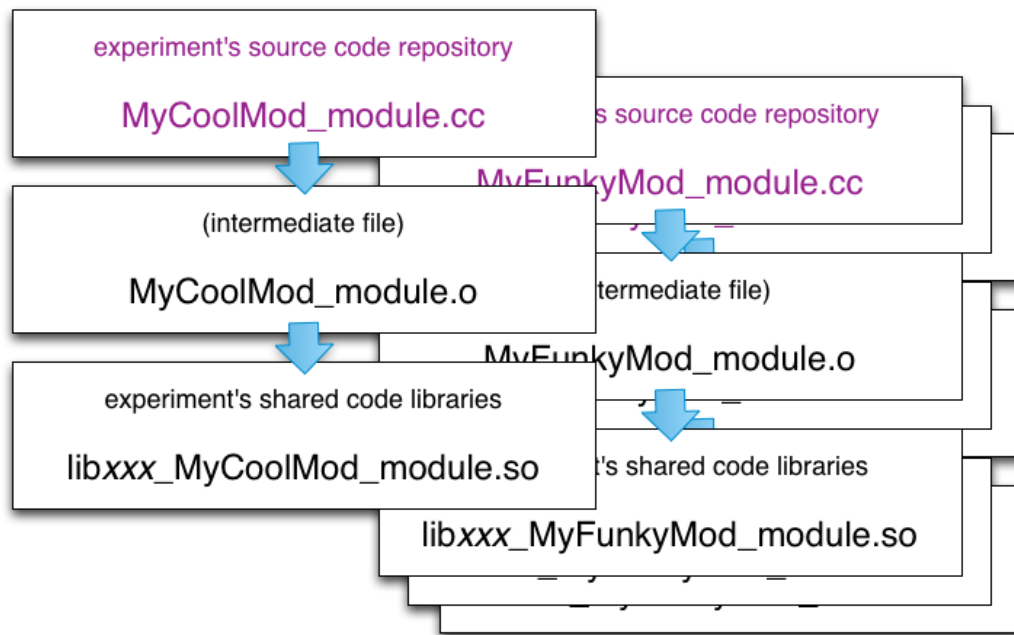 experiment's source code repository
MyCoolMod_module.cc
s source code repository
MyFunkyMod_module.cc
(intermediate file)
MyCoolMod_module.o
termediate file)
MyFunkyMod_module.o
experiment's shared code libraries
libxxx_MyCoolMod_module.so
t's shared code libraries
libxxx_MyFunkyMod_module.so